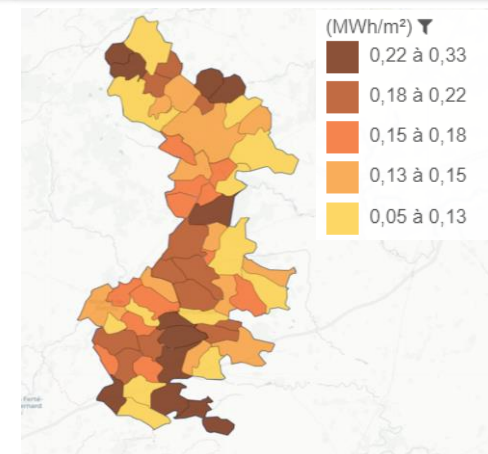 (MWh/m²)
0,22 à 0,33
0,18 à 0,22
0,15 à 0,18
0,13 à 0,15
0,05 à 0,13